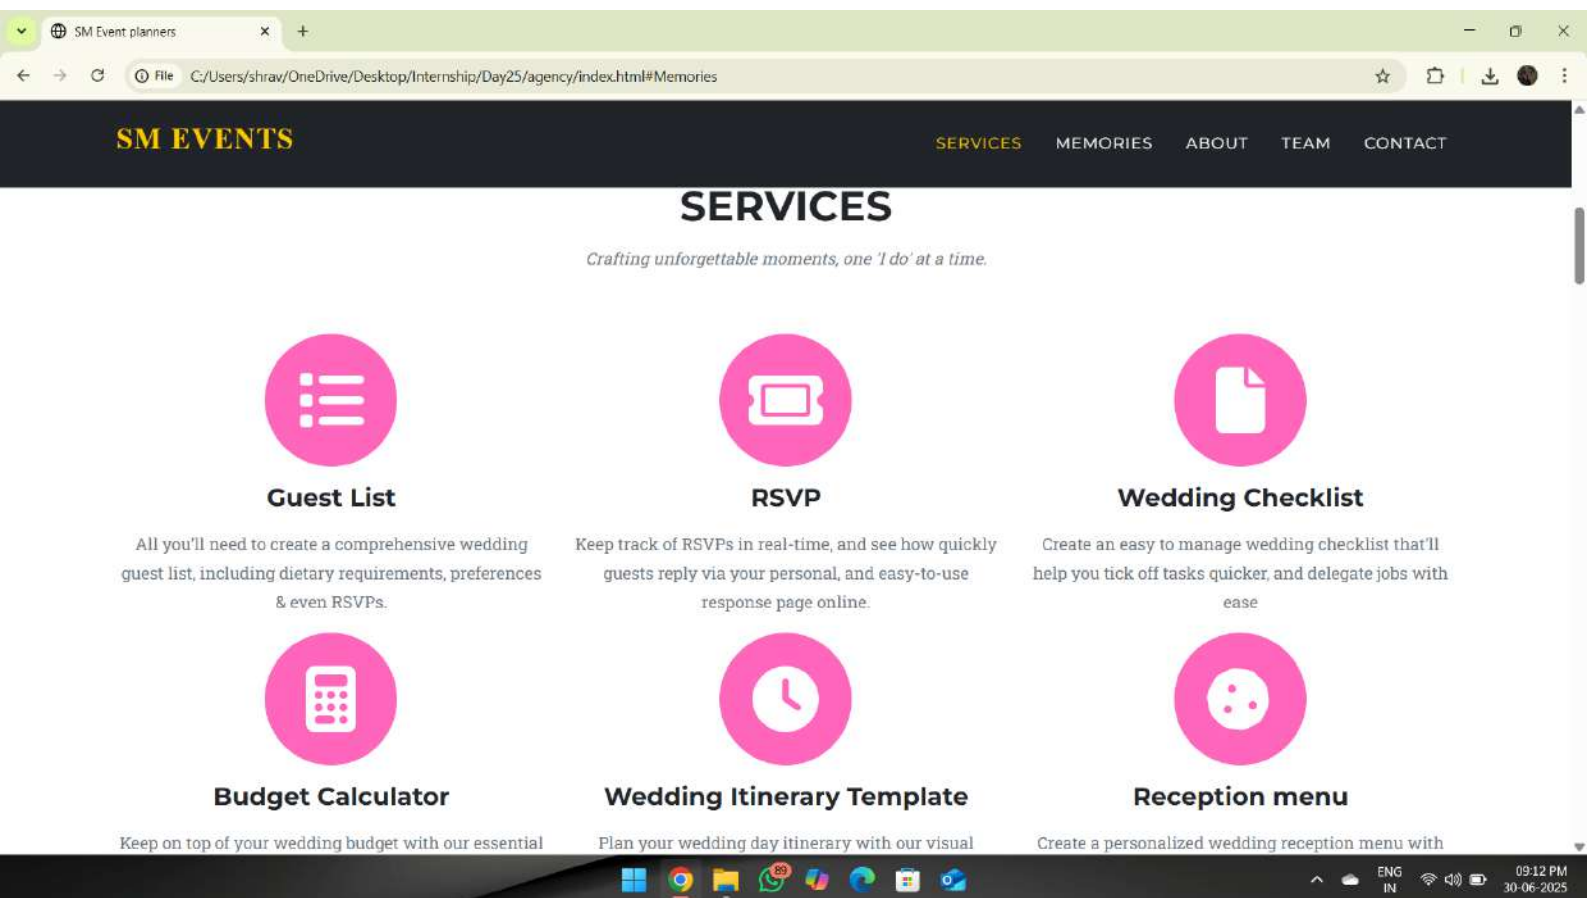 SM Event planners
File C:/Users/shrav/OneDrive/Desktop/Internship/Day25/agency/index.html#Memories
SM EVENTS
SERVICES MEMORIES ABOUT TEAM CONTACT
SERVICES
Crafting unforgettable moments, one 'I do' at a time.
Guest List
All you'll need to create a comprehensive wedding
guest list, including dietary requirements, preferences
& even RSVPs.
RSVP
Keep track of RSVPs in real-time, and see how quickly
guests reply via your personal, and easy-to-use
response page online.
Wedding Checklist
Create an easy to manage wedding checklist that'll
help you tick off tasks quicker, and delegate jobs with
ease
Budget Calculator
Keep on top of your wedding budget with our essential
Wedding Itinerary Template
Plan your wedding day itinerary with our visual
Reception menu
Create a personalized wedding reception menu with
89
ENG
IN
09:12 PM
30-06-2025